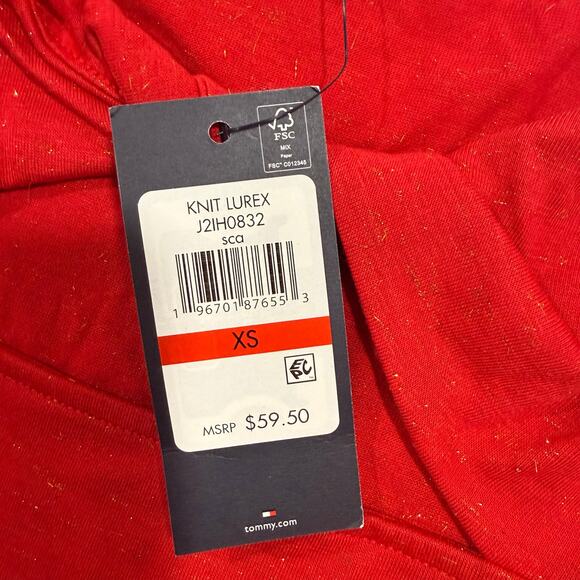 FSC
MIX
Paper
FSC® C012345
KNIT LUREX
J2IH0832
sca
1 96701 87655 3
XS
EPC
MSRP $59.50
tommy.com